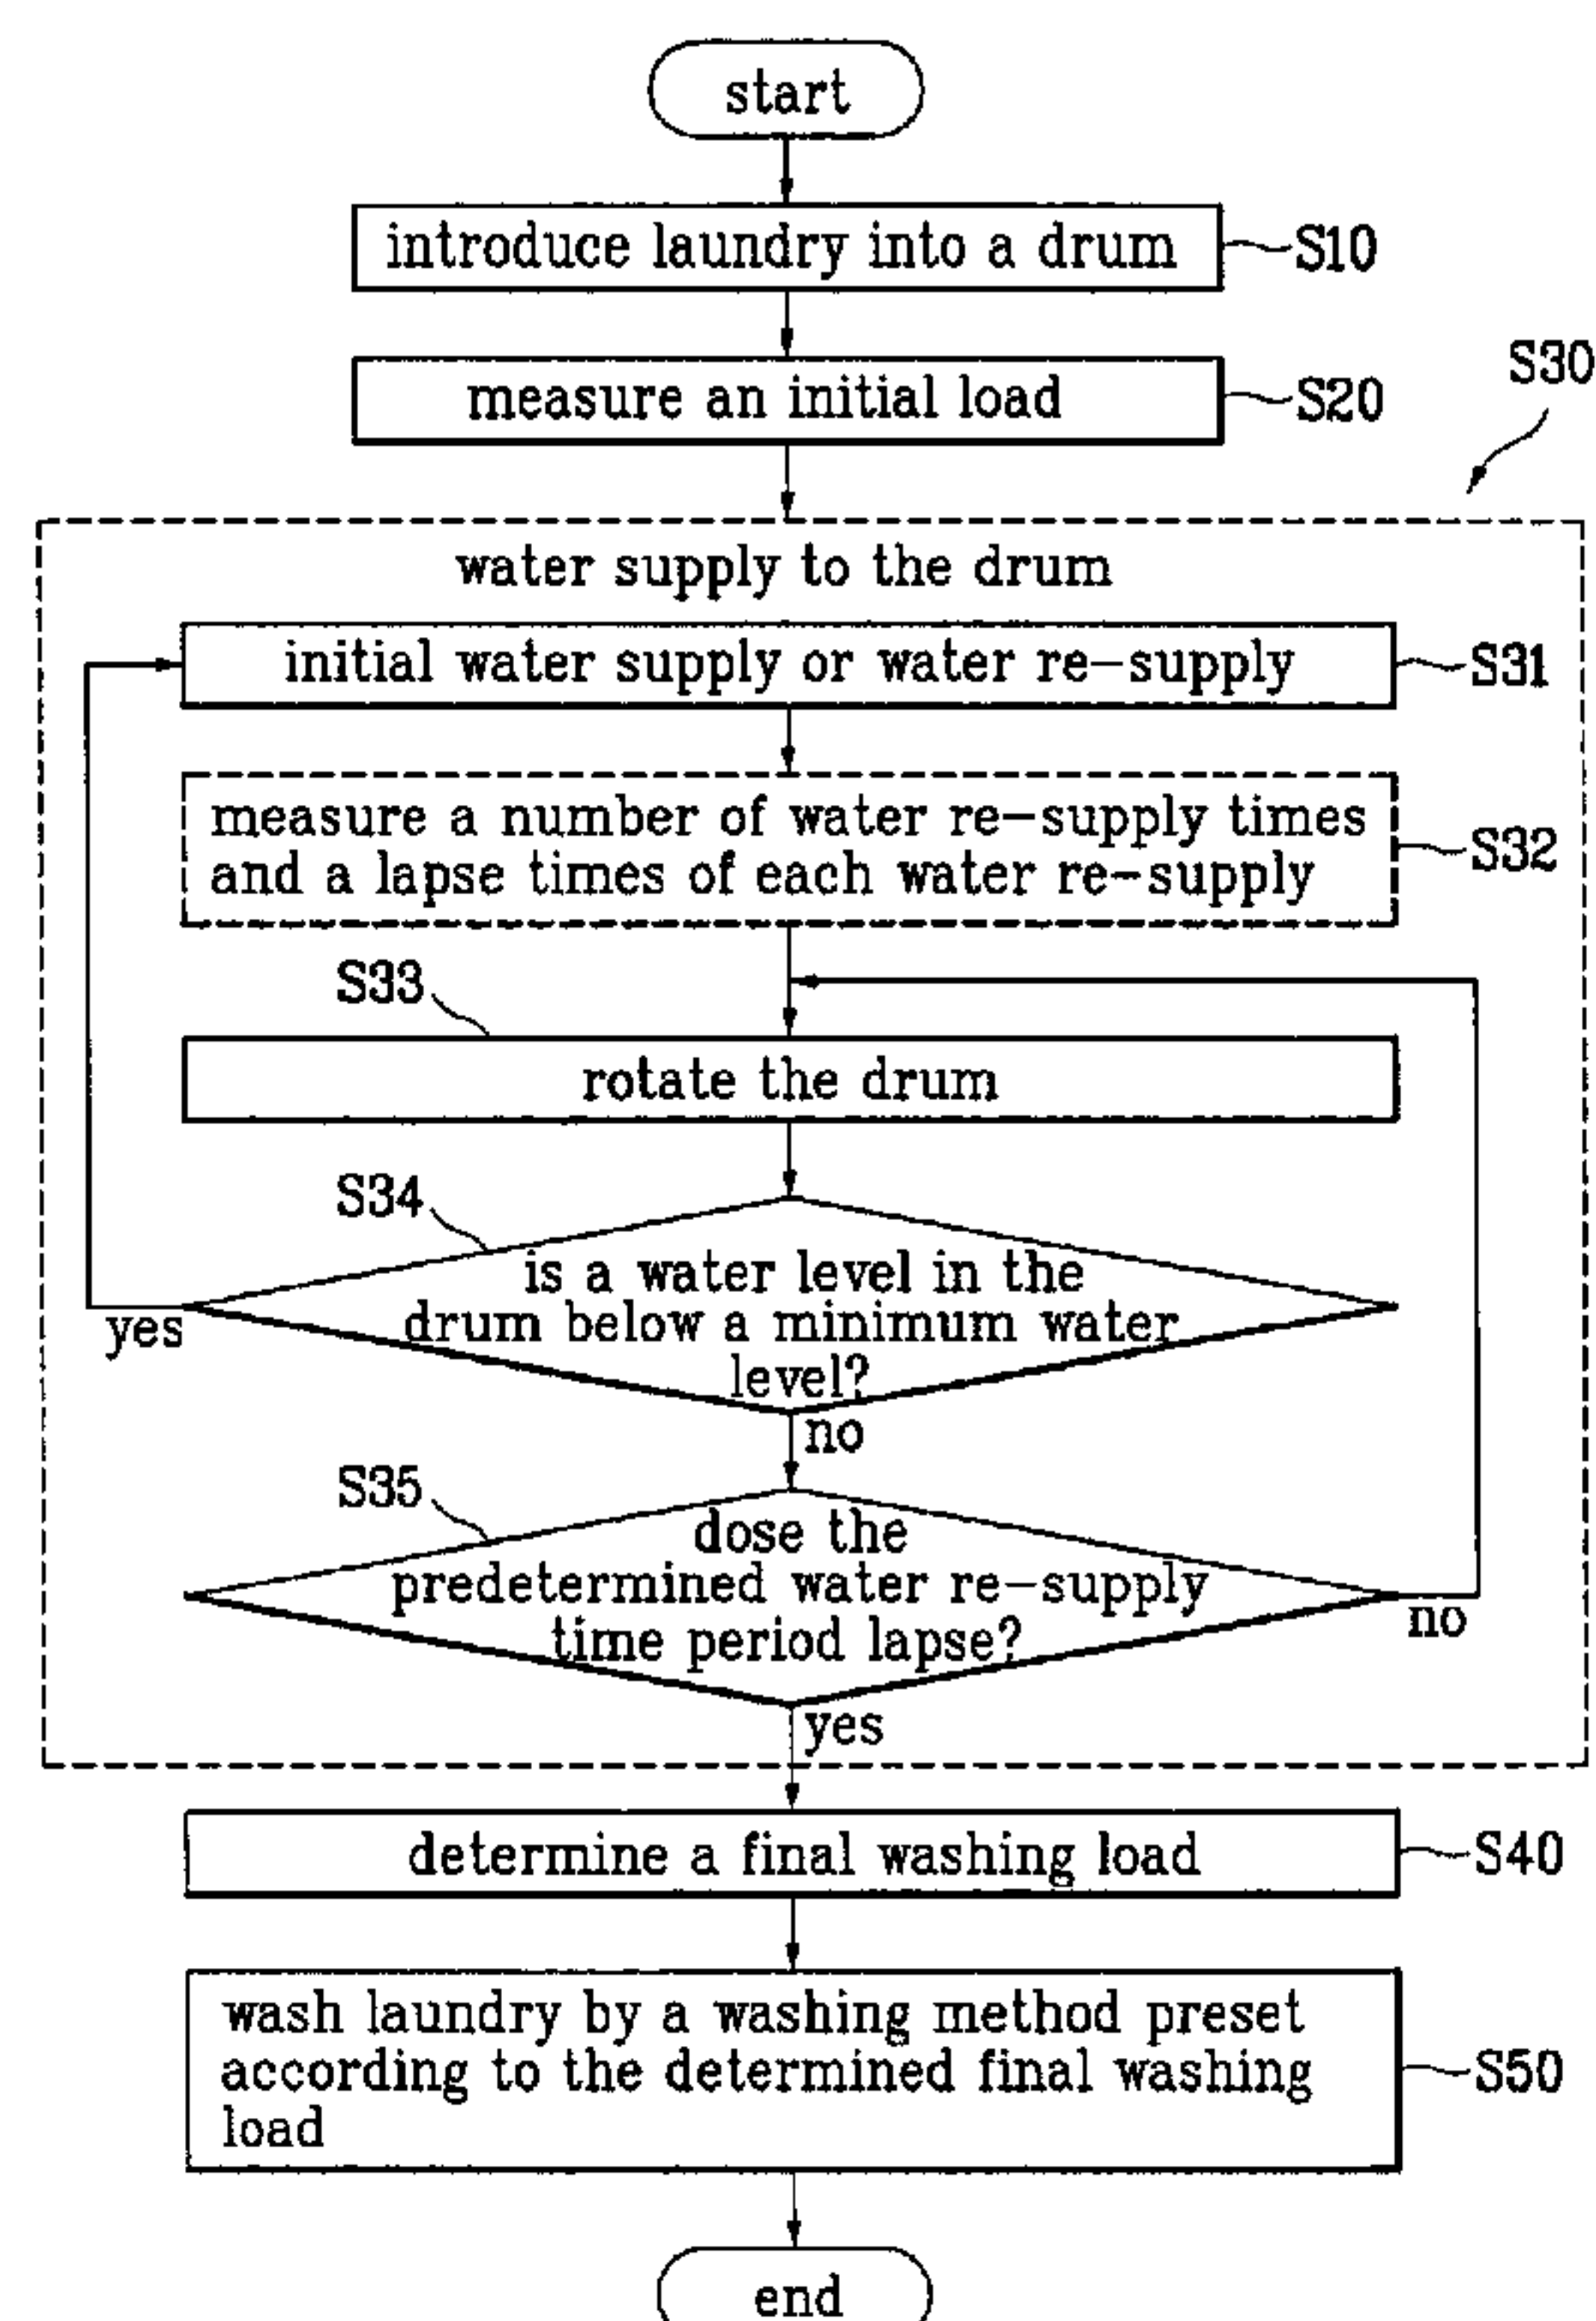 start
introduce laundry into a drum
S10
measure an initial load
S20
S30
water supply to the drum
initial water supply or water re-supply
S31
measure a number of water re-supply times
and a lapse times of each water re-supply
S32
S33
rotate the drum
S34
is a water level in the
drum below a minimum water
level?
yes
no
S35
dose the
predetermined water re-supply
time period lapse?
no
yes
determine a final washing load
S40
wash laundry by a washing method preset
according to the determined final washing
load
S50
end